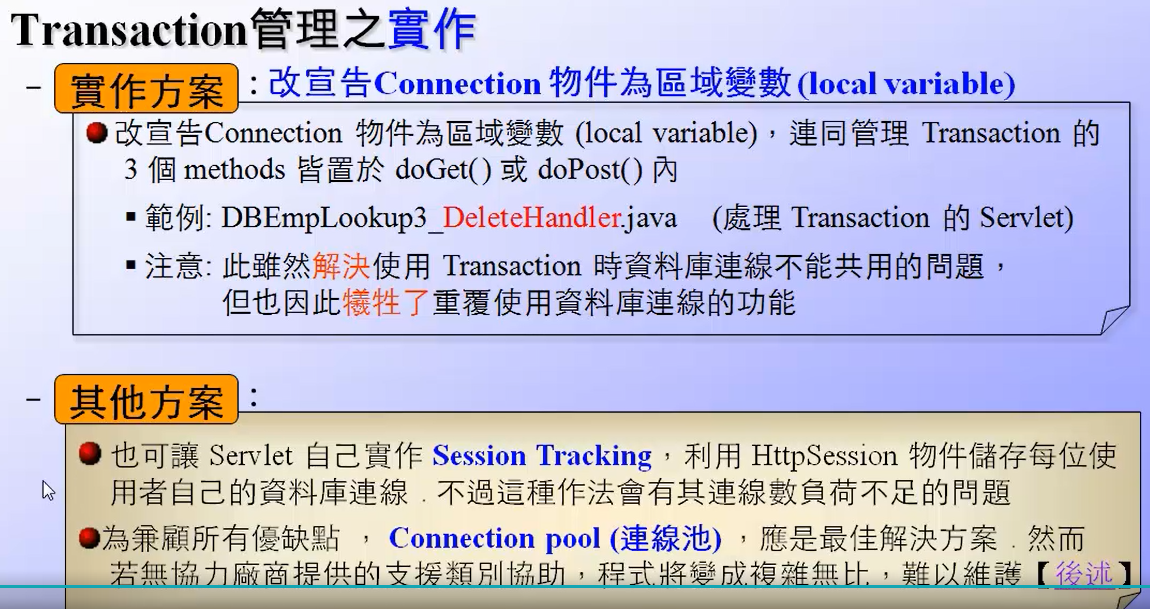 Transaction管理之實作
– 實作方案 : 改宣告Connection 物件為區域變數 (local variable)
改宣告Connection 物件為區域變數 (local variable)，連同管理 Transaction 的
3 個 methods 皆置於 doGet() 或 doPost() 內
▪ 範例: DBEmpLookup3_DeleteHandler.java (處理 Transaction 的 Servlet)
▪ 注意: 此雖然解決使用 Transaction 時資料庫連線不能共用的問題，
但也因此犧牲了重覆使用資料庫連線的功能
– 其他方案 :
也可讓 Servlet 自己實作 Session Tracking，利用 HttpSession 物件儲存每位使
用者自己的資料庫連線．不過這種作法會有其連線數負荷不足的問題
為兼顧所有優缺點 ， Connection pool (連線池) ，應是最佳解決方案．然而
若無協力廠商提供的支援類別協助，程式將變成複雜無比，難以維護【後述】